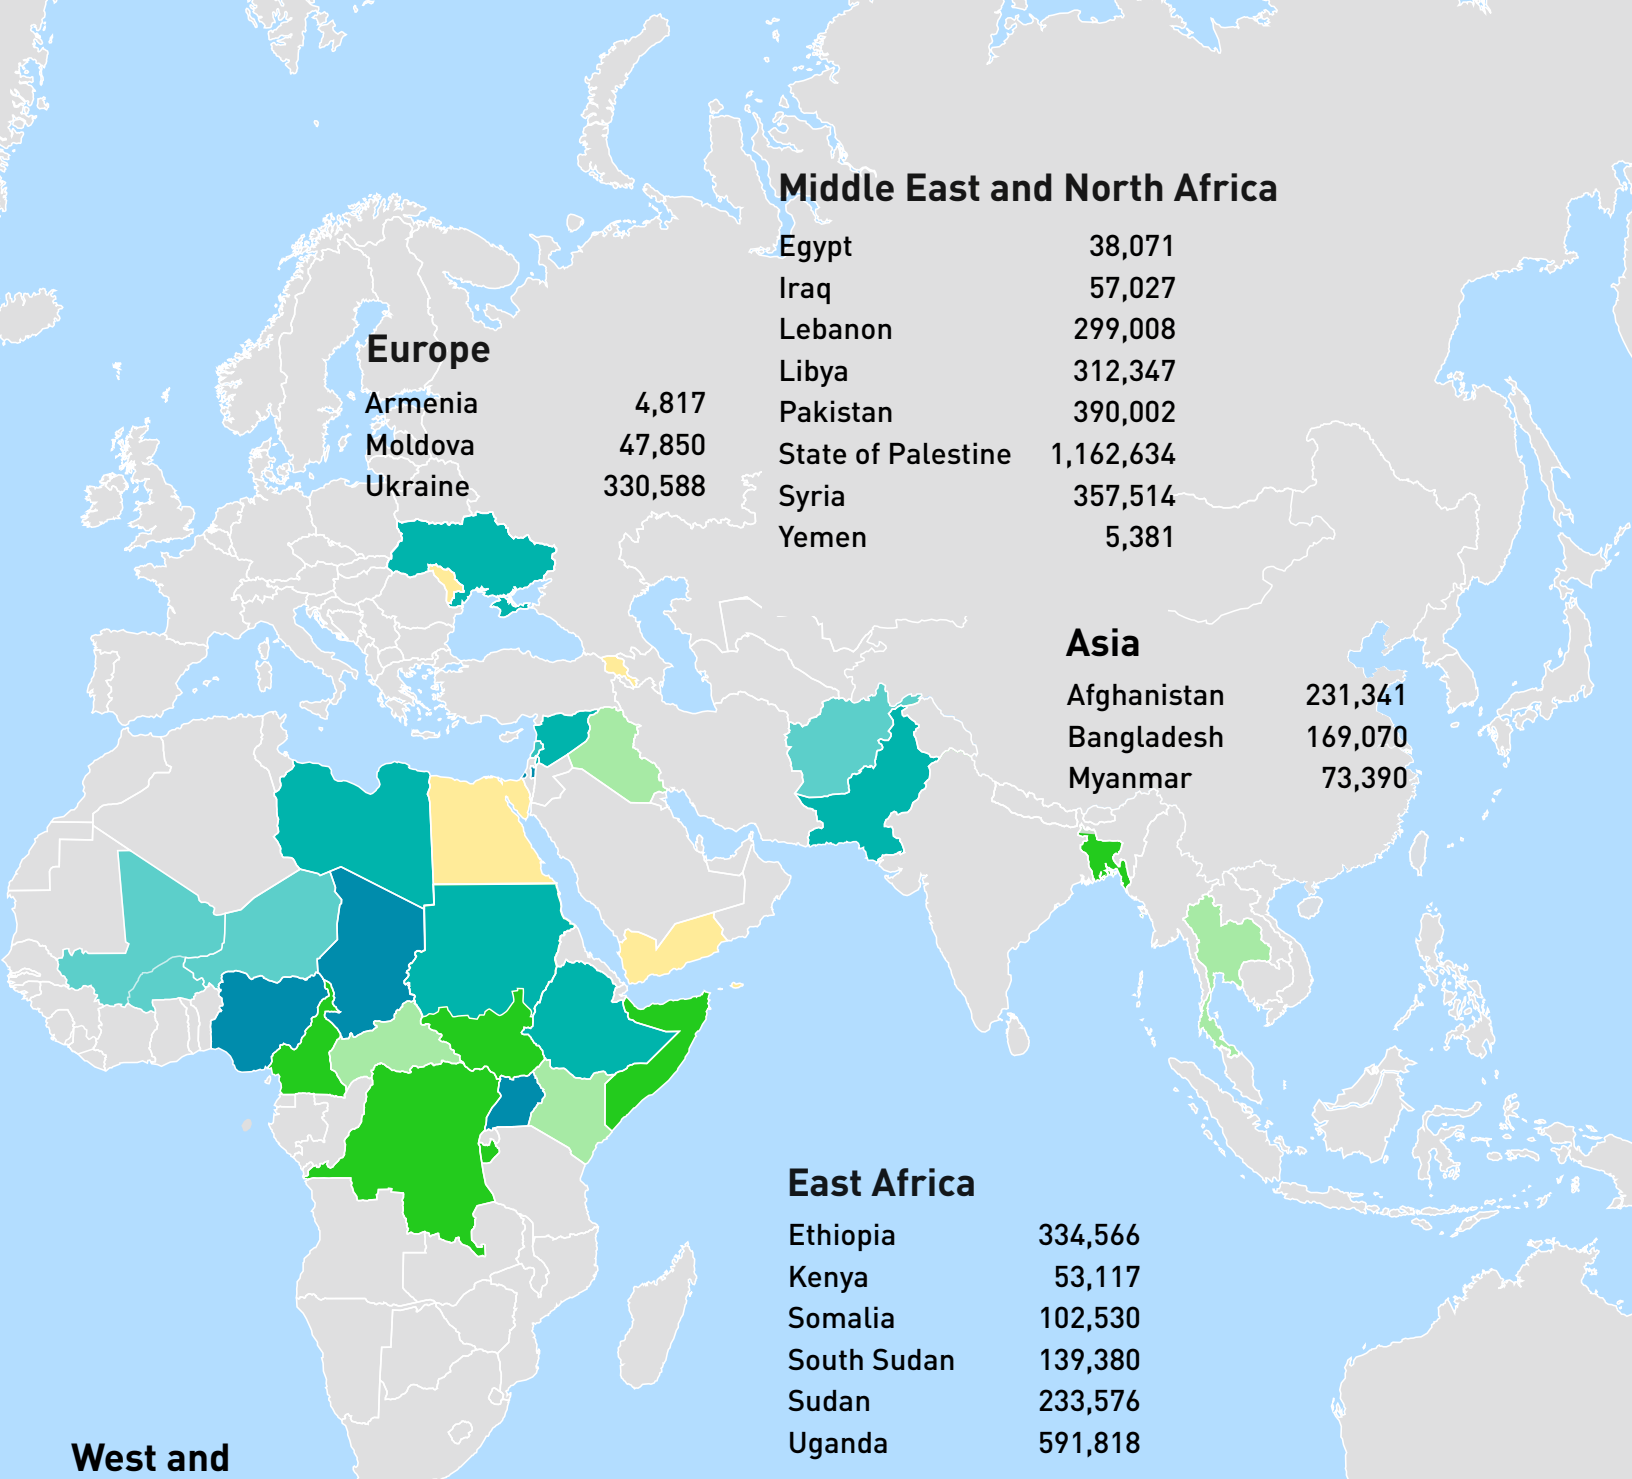 Middle East and North Africa
Egypt 38,071
Iraq 57,027
Lebanon 299,008
Libya 312,347
Pakistan 390,002
State of Palestine 1,162,634
Syria 357,514
Yemen 5,381
Europe
Armenia 4,817
Moldova 47,850
Ukraine 330,588
Asia
Afghanistan 231,341
Bangladesh 169,070
Myanmar 73,390
East Africa
Ethiopia 334,566
Kenya 53,117
Somalia 102,530
South Sudan 139,380
Sudan 233,576
Uganda 591,818
West and